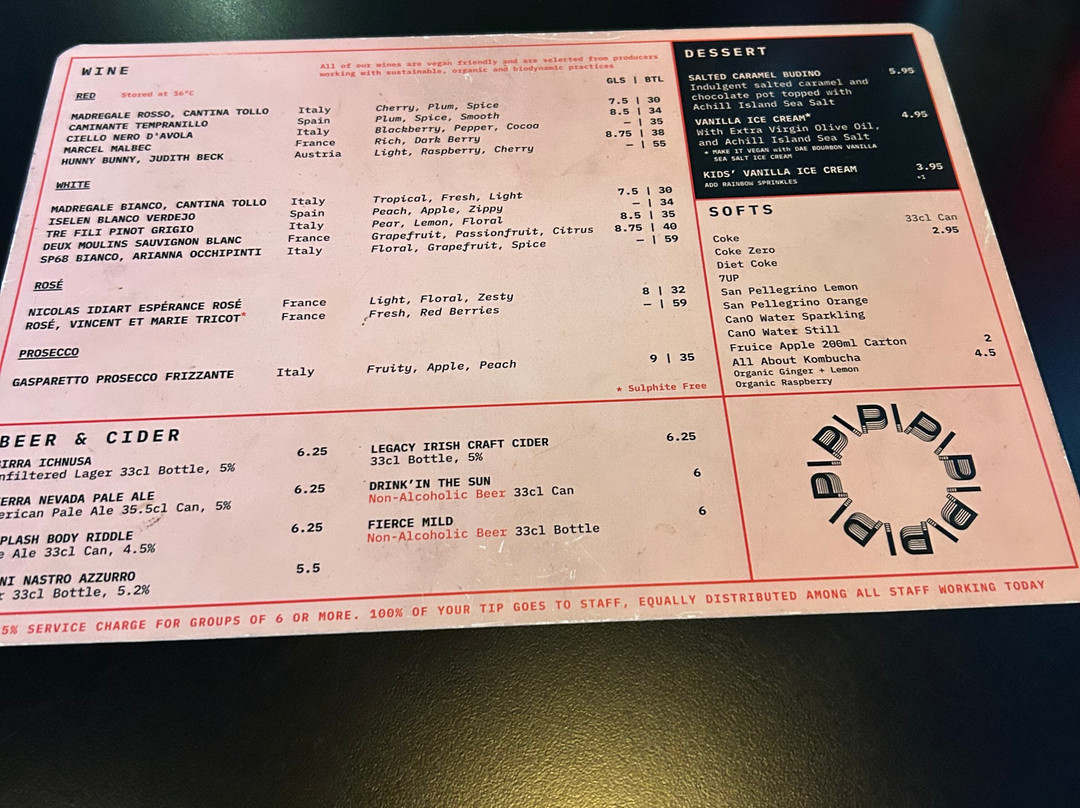 WINE
All of our wines are vegan friendly and are selected from producers
working with sustainable, organic and biodynamic practices
GLS | BTL
RED Stored at 16°C
MADREGALE ROSSO, CANTINA TOLLO Italy Cherry, Plum, Spice 7.5 | 30
CAMINANTE TEMPRANILLO Spain Plum, Spice, Smooth 8.5 | 34
CIELLO NERO D'AVOLA Italy Blackberry, Pepper, Cocoa — | 35
MARCEL MALBEC France Rich, Dark Berry 8.75 | 38
HUNNY BUNNY, JUDITH BECK Austria Light, Raspberry, Cherry — | 55
WHITE
MADREGALE BIANCO, CANTINA TOLLO Italy Tropical, Fresh, Light 7.5 | 30
ISELEN BLANCO VERDEJO Spain Peach, Apple, Zippy — | 34
TRE FILI PINOT GRIGIO Italy Pear, Lemon, Floral 8.5 | 35
DEUX MOULINS SAUVIGNON BLANC France Grapefruit, Passionfruit, Citrus 8.75 | 40
SP68 BIANCO, ARIANNA OCCHIPINTI Italy Floral, Grapefruit, Spice — | 59
ROSÉ
NICOLAS IDIART ESPÉRANCE ROSÉ France Light, Floral, Zesty 8 | 32
ROSÉ, VINCENT ET MARIE TRICOT* France Fresh, Red Berries — | 59
PROSECCO
GASPARETTO PROSECCO FRIZZANTE Italy Fruity, Apple, Peach 9 | 35
* Sulphite Free
DESSERT
SALTED CARAMEL BUDINO 5.95
Indulgent salted caramel and
chocolate pot topped with
Achill Island Sea Salt
VANILLA ICE CREAM* 4.95
With Extra Virgin Olive Oil,
and Achill Island Sea Salt
* MAKE IT VEGAN with DAE BOURBON VANILLA
SEA SALT ICE CREAM
KIDS' VANILLA ICE CREAM 3.95
ADD RAINBOW SPRINKLES +1
SOFTS
33cl Can
2.95
Coke
Coke Zero
Diet Coke
7UP
San Pellegrino Lemon
San Pellegrino Orange
CanO Water Sparkling
CanO Water Still
Fruice Apple 200ml Carton 2
All About Kombucha 4.5
Organic Ginger + Lemon
Organic Raspberry
BEER & CIDER
IRRA ICHNUSA 6.25
nfiltered Lager 33cl Bottle, 5%
ERRA NEVADA PALE ALE 6.25
erican Pale Ale 35.5cl Can, 5%
PLASH BODY RIDDLE 6.25
e Ale 33cl Can, 4.5%
NI NASTRO AZZURRO 5.5
r 33cl Bottle, 5.2%
LEGACY IRISH CRAFT CIDER 6.25
33cl Bottle, 5%
DRINK'IN THE SUN 6
Non-Alcoholic Beer 33cl Can
FIERCE MILD 6
Non-Alcoholic Beer 33cl Bottle
P|P|P|P|P|P|P|P|
5% SERVICE CHARGE FOR GROUPS OF 6 OR MORE. 100% OF YOUR TIP GOES TO STAFF, EQUALLY DISTRIBUTED AMONG ALL STAFF WORKING TODAY